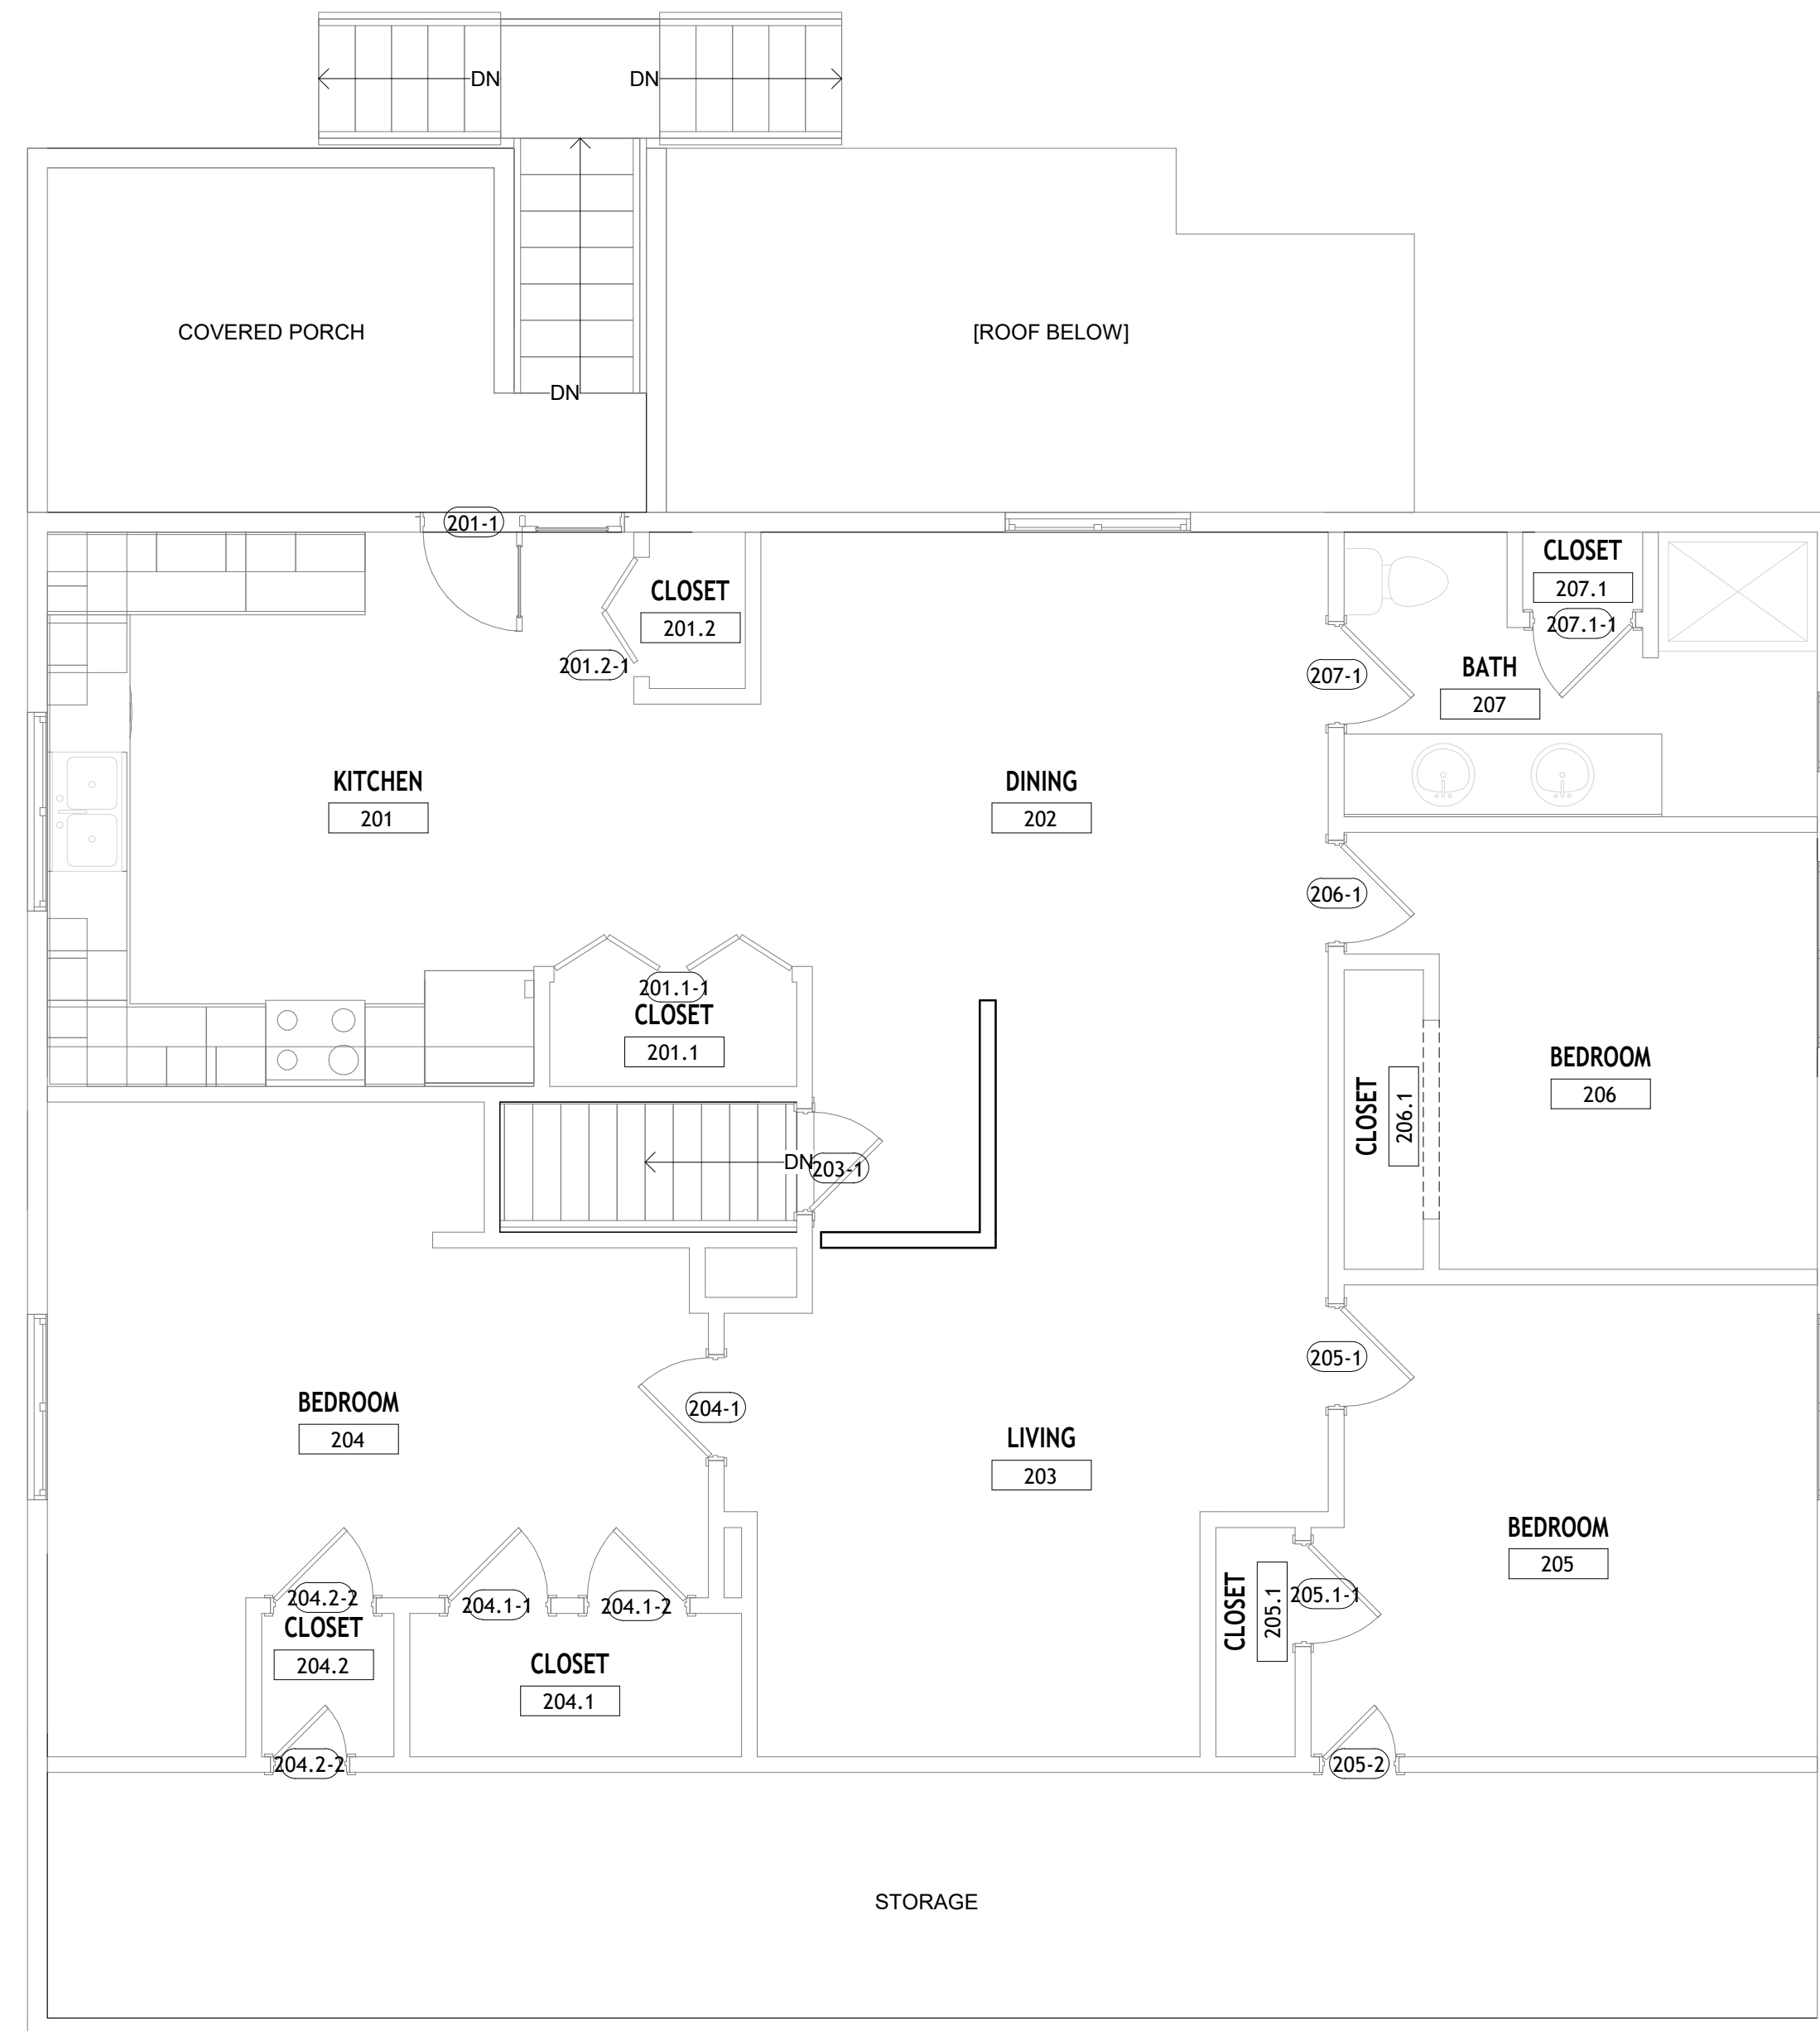 DN
DN
COVERED PORCH
[ROOF BELOW]
DN
201-1
CLOSET
207.1
207.1-1
CLOSET
201.2
201.2-1
207-1
BATH
207
KITCHEN
201
DINING
202
206-1
201.1-1
CLOSET
201.1
BEDROOM
206
CLOSET
206.1
DN
203-1
205-1
BEDROOM
204
204-1
LIVING
203
BEDROOM
205
204.2-2
CLOSET
204.2
204.1-1
204.1-2
CLOSET
204.1
CLOSET
205.1
205.1-1
204.2-2
205-2
STORAGE